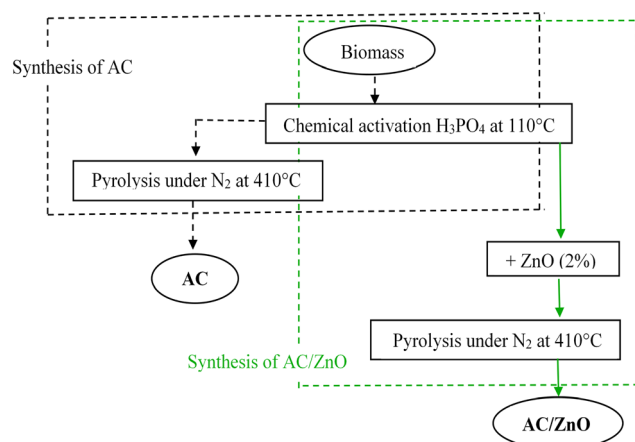 Biomass
Synthesis of AC
Chemical activation H₃PO₄ at 110°C
Pyrolysis under N₂ at 410°C
+ ZnO (2%)
AC
Pyrolysis under N₂ at 410°C
Synthesis of AC/ZnO
AC/ZnO